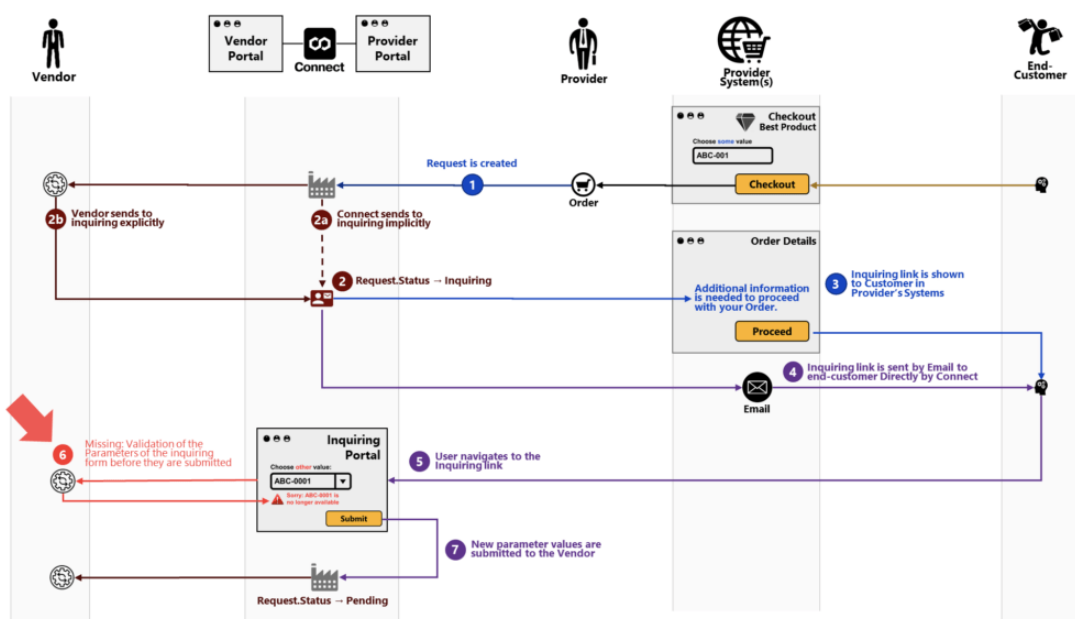 Vendor
Vendor
Portal
Connect
Provider
Portal
Provider
Provider
System(s)
End-
Customer
Checkout
Best Product
Choose some value
ABC-001
Checkout
Request is created
1
Order
2b
Vendor sends to
inquiring explicitly
2a
Connect sends to
inquiring implicitly
Order Details
2
Request.Status → Inquiring
Additional information
is needed to proceed
with your Order.
Proceed
3
Inquiring link is shown
to Customer in
Provider's Systems
4
Inquiring link is sent by Email to
end-customer Directly by Connect
Email
6
Missing: Validation of the
Parameters of the inquiring
form before they are submitted
Inquiring
Portal
Choose other value:
ABC-0001
Sorry: ABC-0001 is
no longer available
Submit
5
User navigates to the
Inquiring link
7
New parameter values are
submitted to the Vendor
Request.Status → Pending